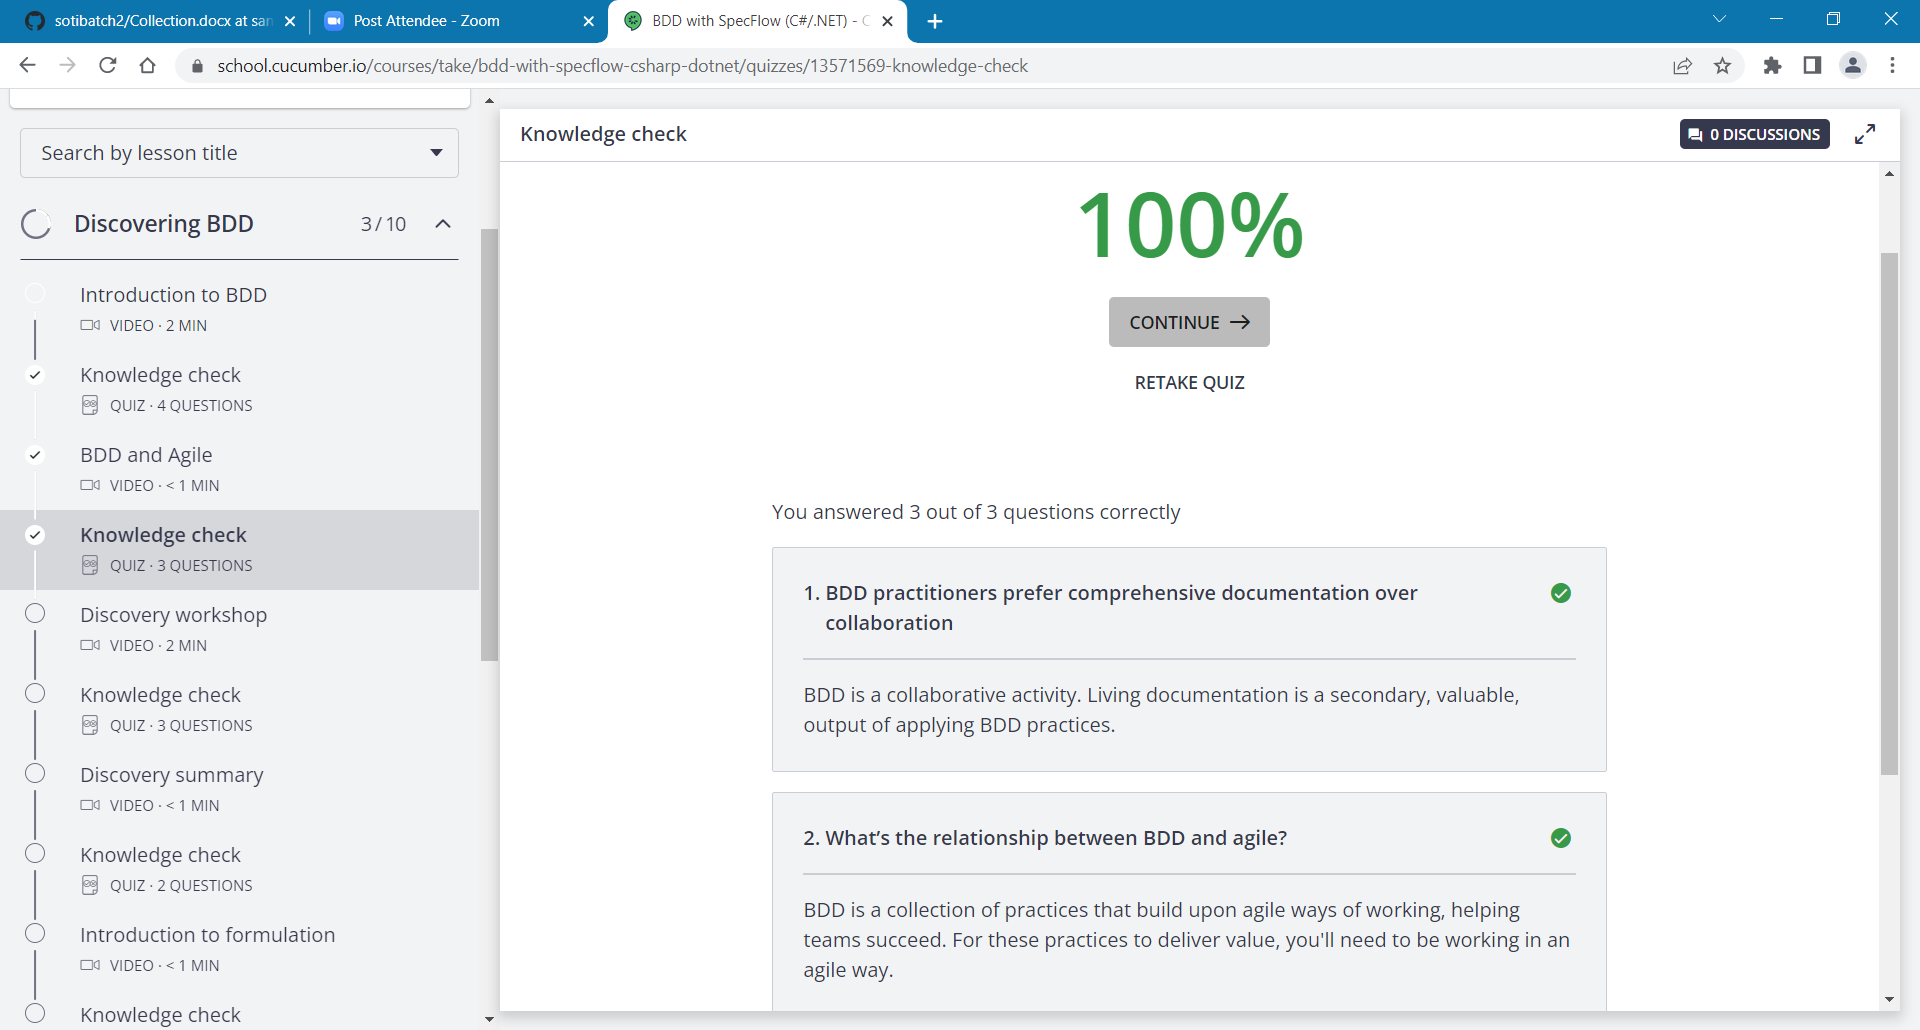 sotibatch2/Collection.docx at san
Post Attendee - Zoom
BDD with SpecFlow (C#/.NET) - C
school.cucumber.io/courses/take/bdd-with-specflow-csharp-dotnet/quizzes/13571569-knowledge-check
Search by lesson title
Discovering BDD 3 / 10
Introduction to BDD
VIDEO · 2 MIN
Knowledge check
QUIZ · 4 QUESTIONS
BDD and Agile
VIDEO · < 1 MIN
Knowledge check
QUIZ · 3 QUESTIONS
Discovery workshop
VIDEO · 2 MIN
Knowledge check
QUIZ · 3 QUESTIONS
Discovery summary
VIDEO · < 1 MIN
Knowledge check
QUIZ · 2 QUESTIONS
Introduction to formulation
VIDEO · < 1 MIN
Knowledge check
Knowledge check
0 DISCUSSIONS
100%
CONTINUE →
RETAKE QUIZ
You answered 3 out of 3 questions correctly
1. BDD practitioners prefer comprehensive documentation over
collaboration
BDD is a collaborative activity. Living documentation is a secondary, valuable,
output of applying BDD practices.
2. What’s the relationship between BDD and agile?
BDD is a collection of practices that build upon agile ways of working, helping
teams succeed. For these practices to deliver value, you'll need to be working in an
agile way.